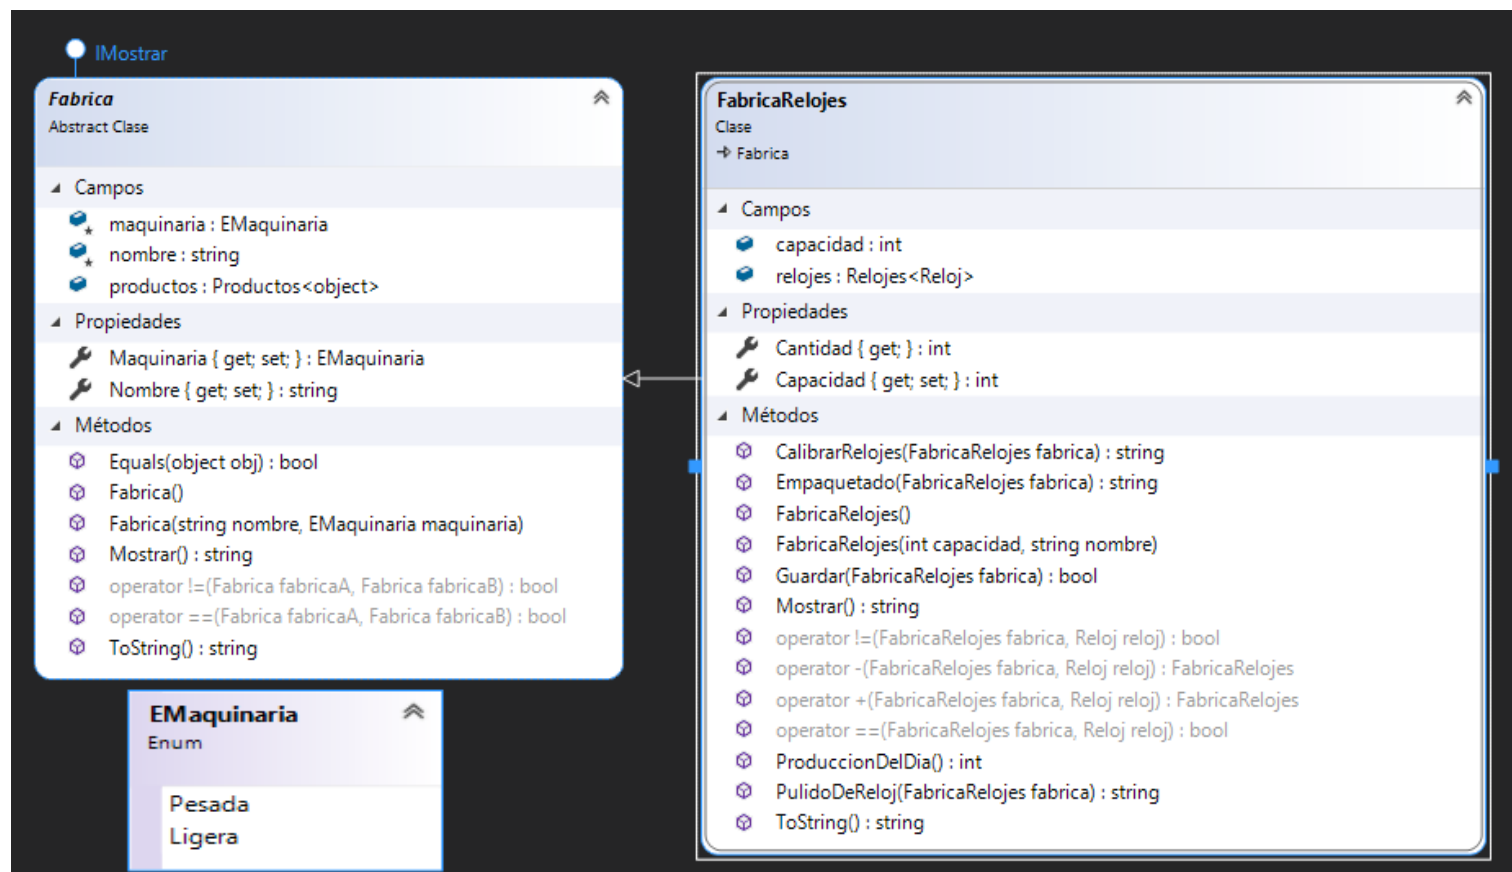 IMostrar
Fabrica
Abstract Clase
Campos
maquinaria : EMaquinaria
nombre : string
productos : Productos<object>
Propiedades
Maquinaria { get; set; } : EMaquinaria
Nombre { get; set; } : string
Métodos
Equals(object obj) : bool
Fabrica()
Fabrica(string nombre, EMaquinaria maquinaria)
Mostrar() : string
operator !=(Fabrica fabricaA, Fabrica fabricaB) : bool
operator ==(Fabrica fabricaA, Fabrica fabricaB) : bool
ToString() : string
EMaquinaria
Enum
Pesada
Ligera
FabricaRelojes
Clase
Fabrica
Campos
capacidad : int
relojes : Relojes<Reloj>
Propiedades
Cantidad { get; } : int
Capacidad { get; set; } : int
Métodos
CalibrarRelojes(FabricaRelojes fabrica) : string
Empaquetado(FabricaRelojes fabrica) : string
FabricaRelojes()
FabricaRelojes(int capacidad, string nombre)
Guardar(FabricaRelojes fabrica) : bool
Mostrar() : string
operator !=(FabricaRelojes fabrica, Reloj reloj) : bool
operator -(FabricaRelojes fabrica, Reloj reloj) : FabricaRelojes
operator +(FabricaRelojes fabrica, Reloj reloj) : FabricaRelojes
operator ==(FabricaRelojes fabrica, Reloj reloj) : bool
ProduccionDelDia() : int
PulidoDeReloj(FabricaRelojes fabrica) : string
ToString() : string